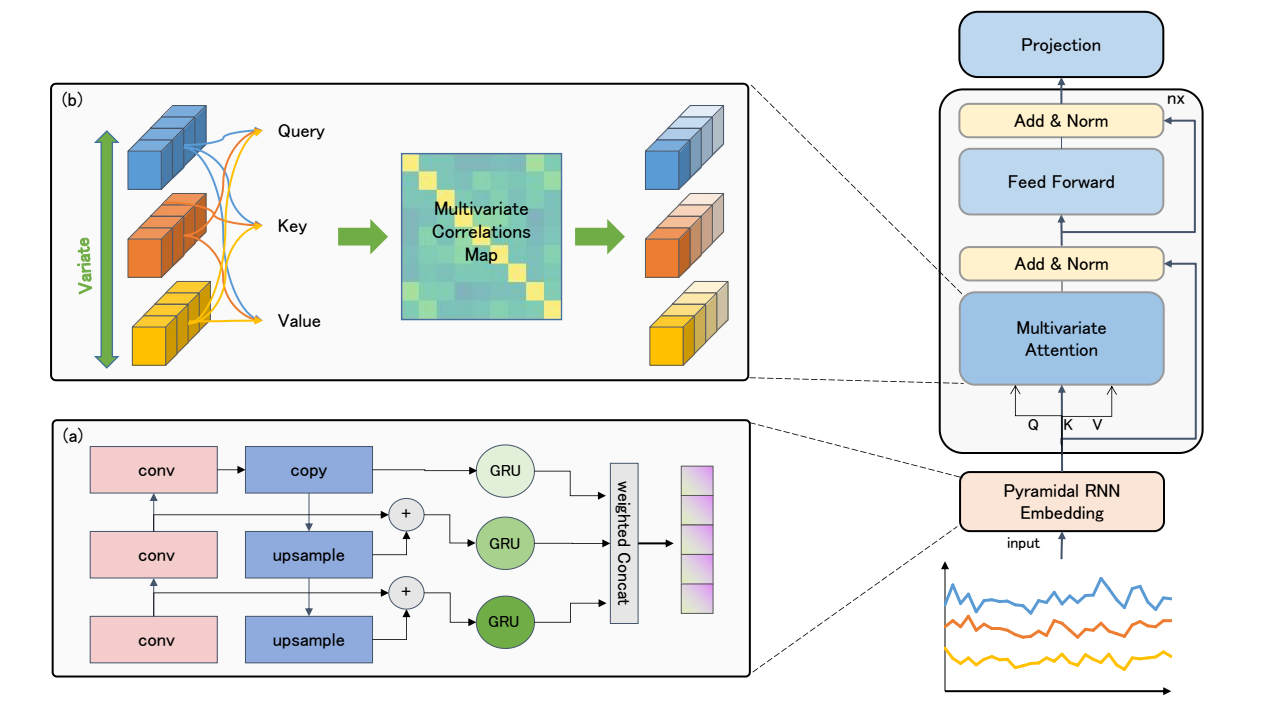 (b)
Variate
Query
Key
Value
Multivariate
Correlations
Map
(a)
conv
copy
GRU
+
conv
upsample
GRU
+
conv
upsample
GRU
weighted Concat
Projection
nx
Add & Norm
Feed Forward
Add & Norm
Multivariate
Attention
Q
K
V
Pyramidal RNN
Embedding
input